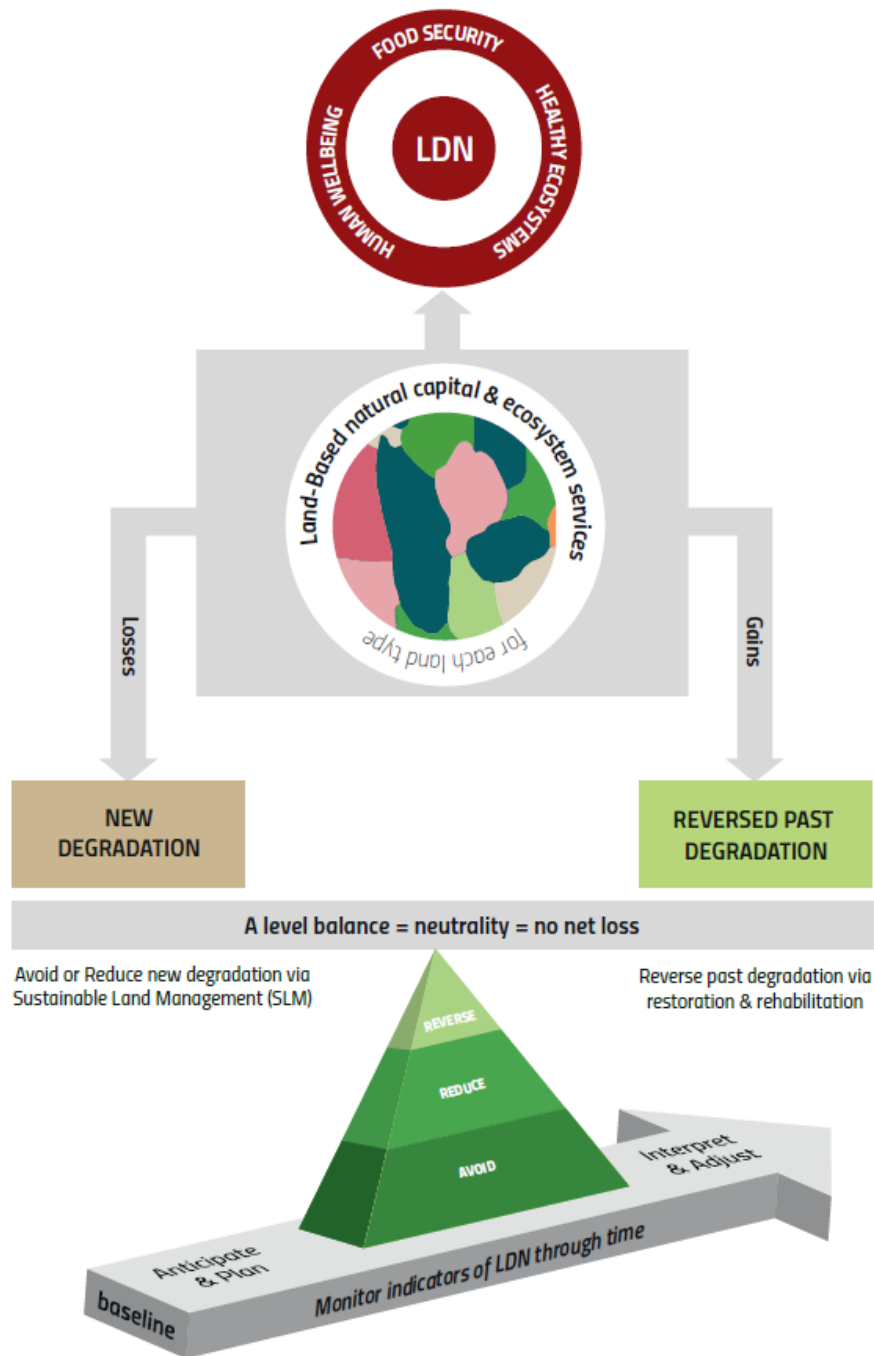 FOOD SECURITY
HUMAN WELLBEING
HEALTHY ECOSYSTEMS
LDN
Land-Based natural capital & ecosystem services
for each land type
Losses
Gains
NEW
DEGRADATION
REVERSED PAST
DEGRADATION
A level balance = neutrality = no net loss
Avoid or Reduce new degradation via
Sustainable Land Management (SLM)
Reverse past degradation via
restoration & rehabilitation
REVERSE
REDUCE
AVOID
Interpret
& Adjust
Anticipate
& Plan
Monitor indicators of LDN through time
baseline